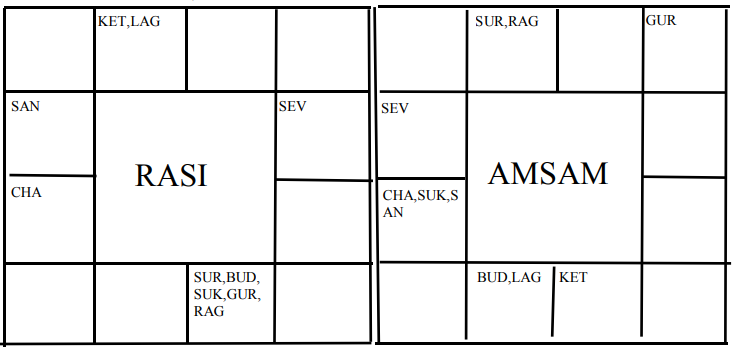 KET,LAG
SAN
SEV
RASI
CHA
SUR,BUD,
SUK,GUR,
RAG
SUR,RAG
GUR
SEV
AMSAM
CHA,SUK,S
AN
BUD,LAG
KET